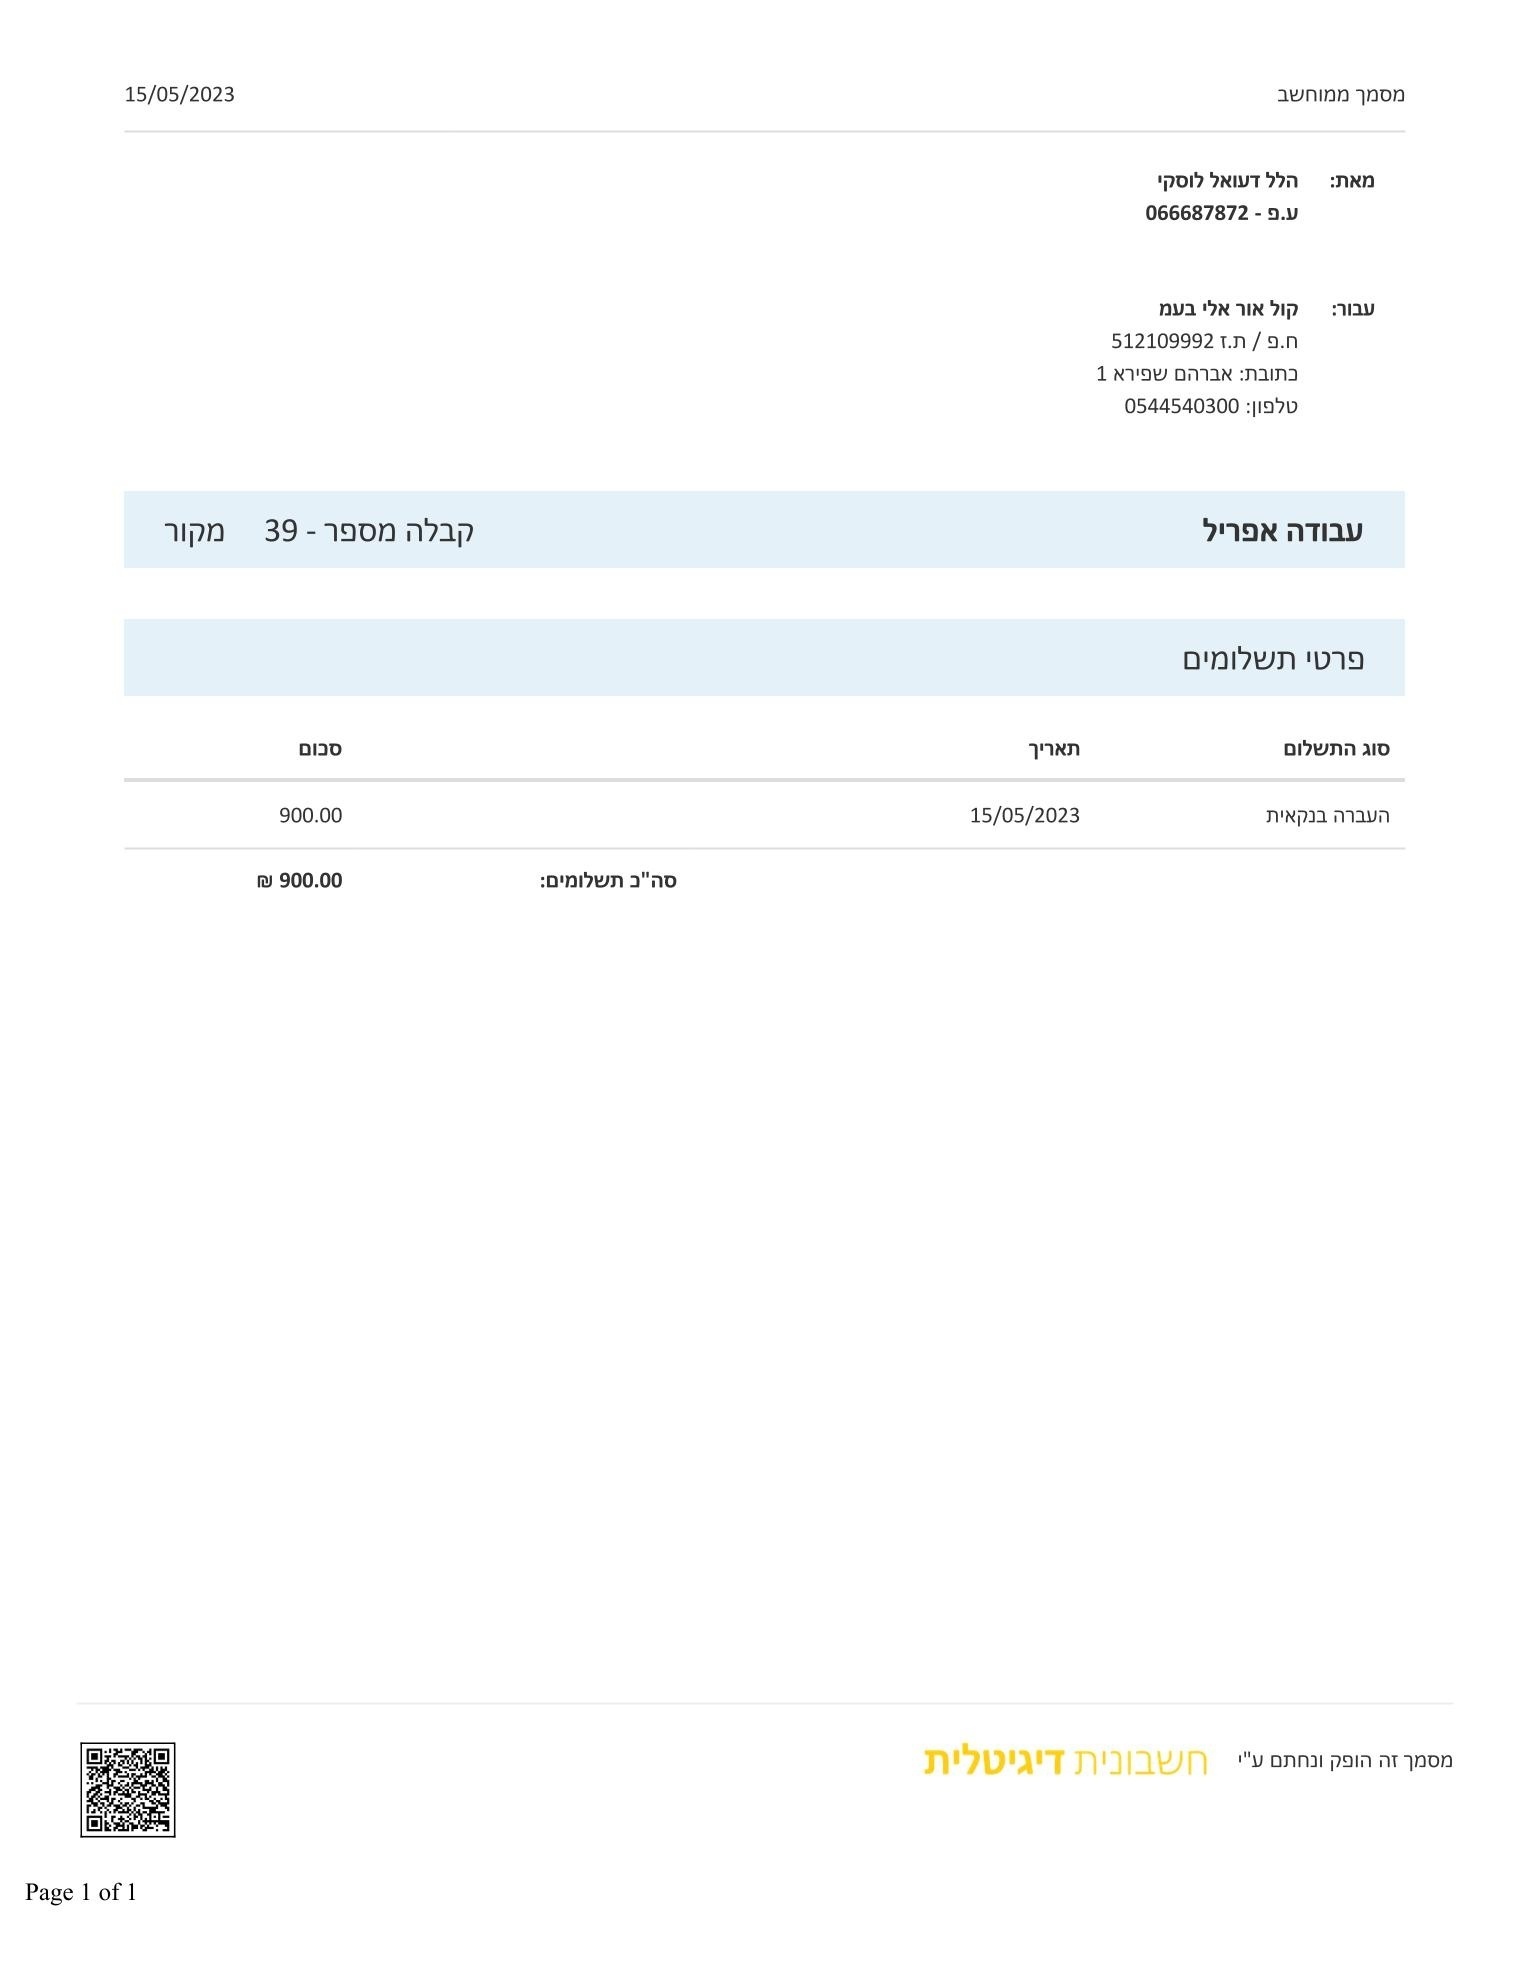 מסמך ממוחשב 15/05/2023
מאת: הלל דעואל לוסקי
ע.פ - 066687872
עבור: קול אור אלי בעמ
ח.פ / ת.ז 512109992
כתובת: אברהם שפירא 1
טלפון: 0544540300
עבודה אפריל קבלה מספר - 39 מקור
פרטי תשלומים
סוג התשלום תאריך סכום
העברה בנקאית 15/05/2023 900.00
סה"כ תשלומים: 900.00 ₪
מסמך זה הופק ונחתם ע"י חשבונית דיגיטלית
Page 1 of 1